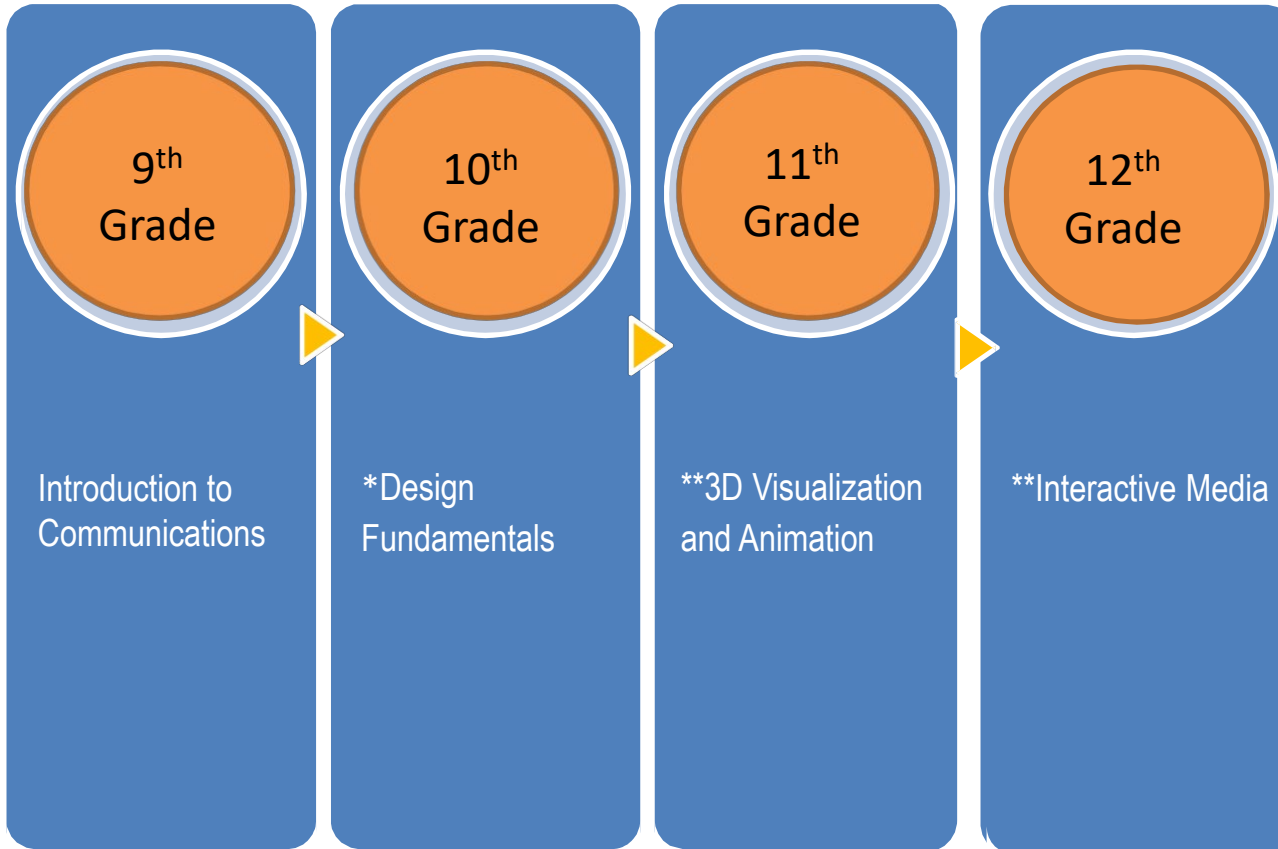 9th
Grade
Introduction to
Communications
10th
Grade
*Design
Fundamentals
11th
Grade
**3D Visualization
and Animation
12th
Grade
**Interactive Media